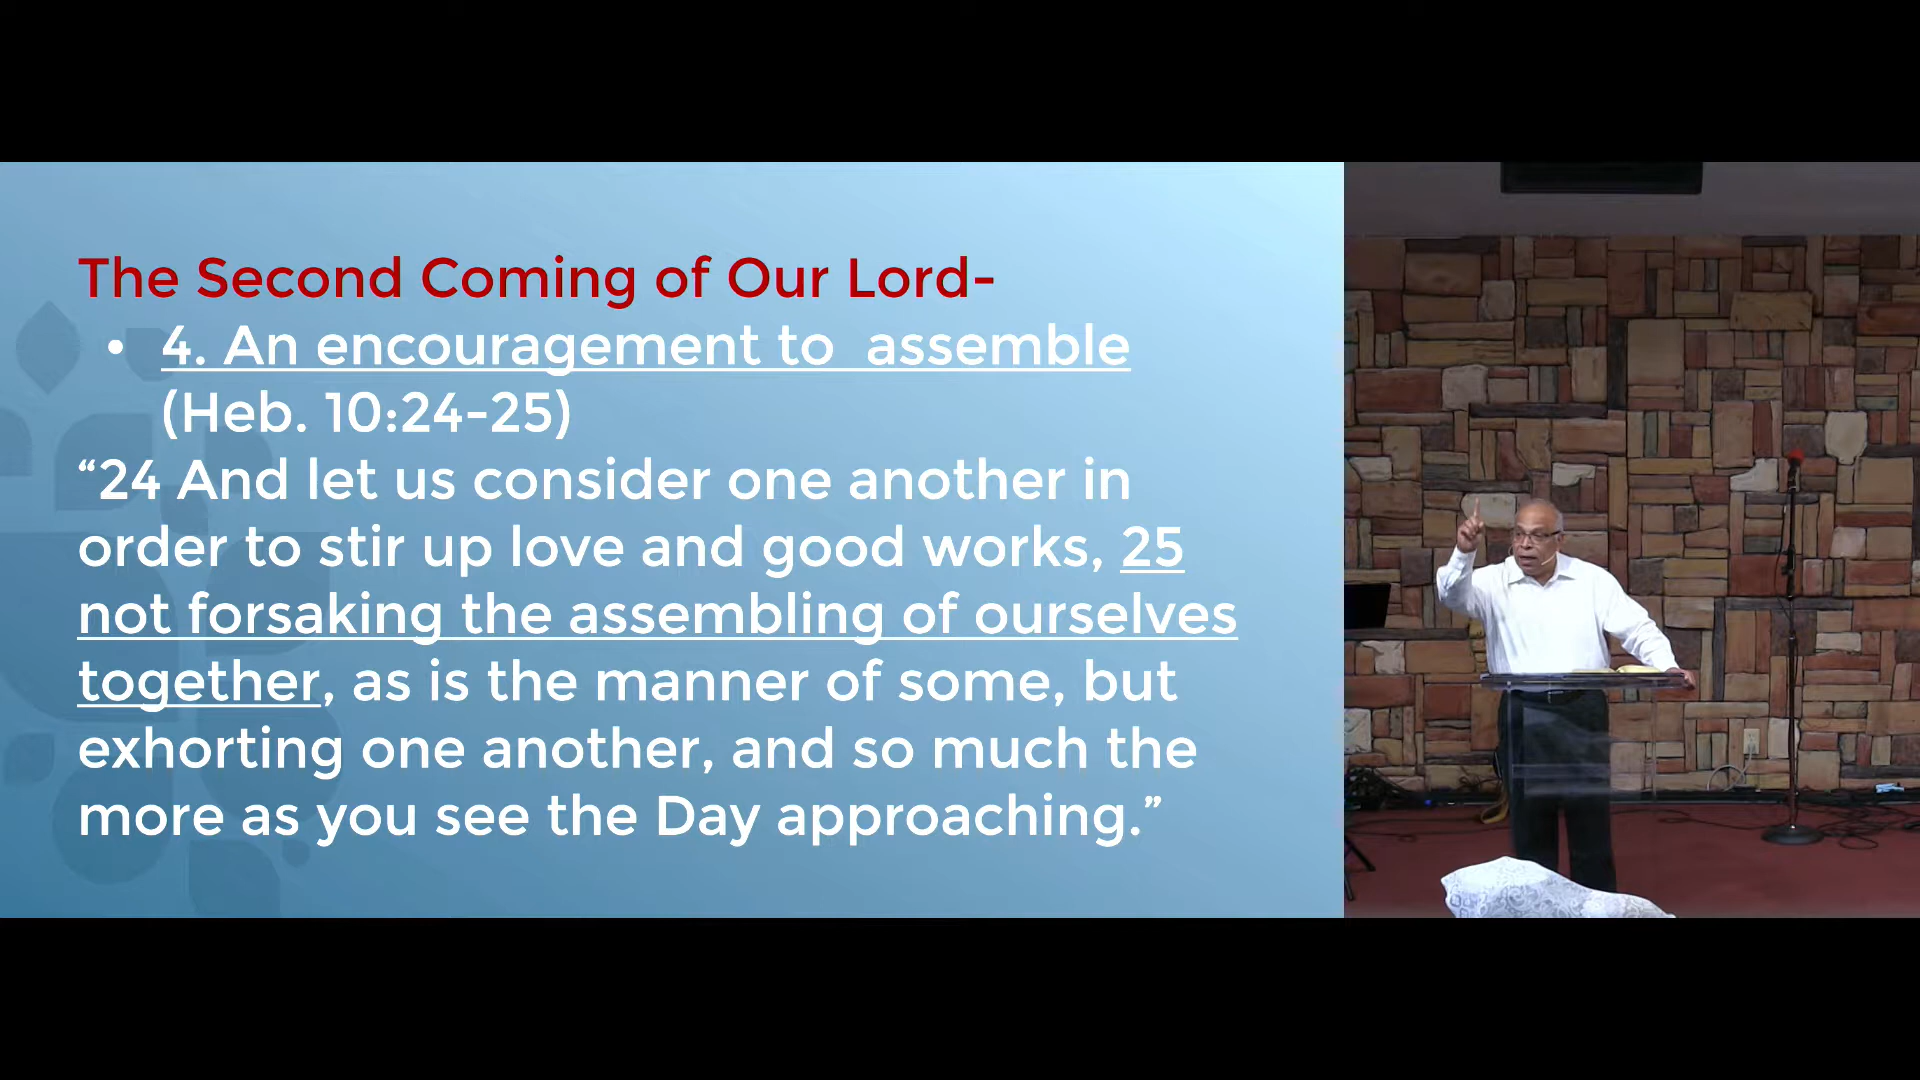 The Second Coming of Our Lord-
• 4. An encouragement to  assemble
(Heb. 10:24-25)
“24 And let us consider one another in
order to stir up love and good works, 25
not forsaking the assembling of ourselves
together, as is the manner of some, but
exhorting one another, and so much the
more as you see the Day approaching.”